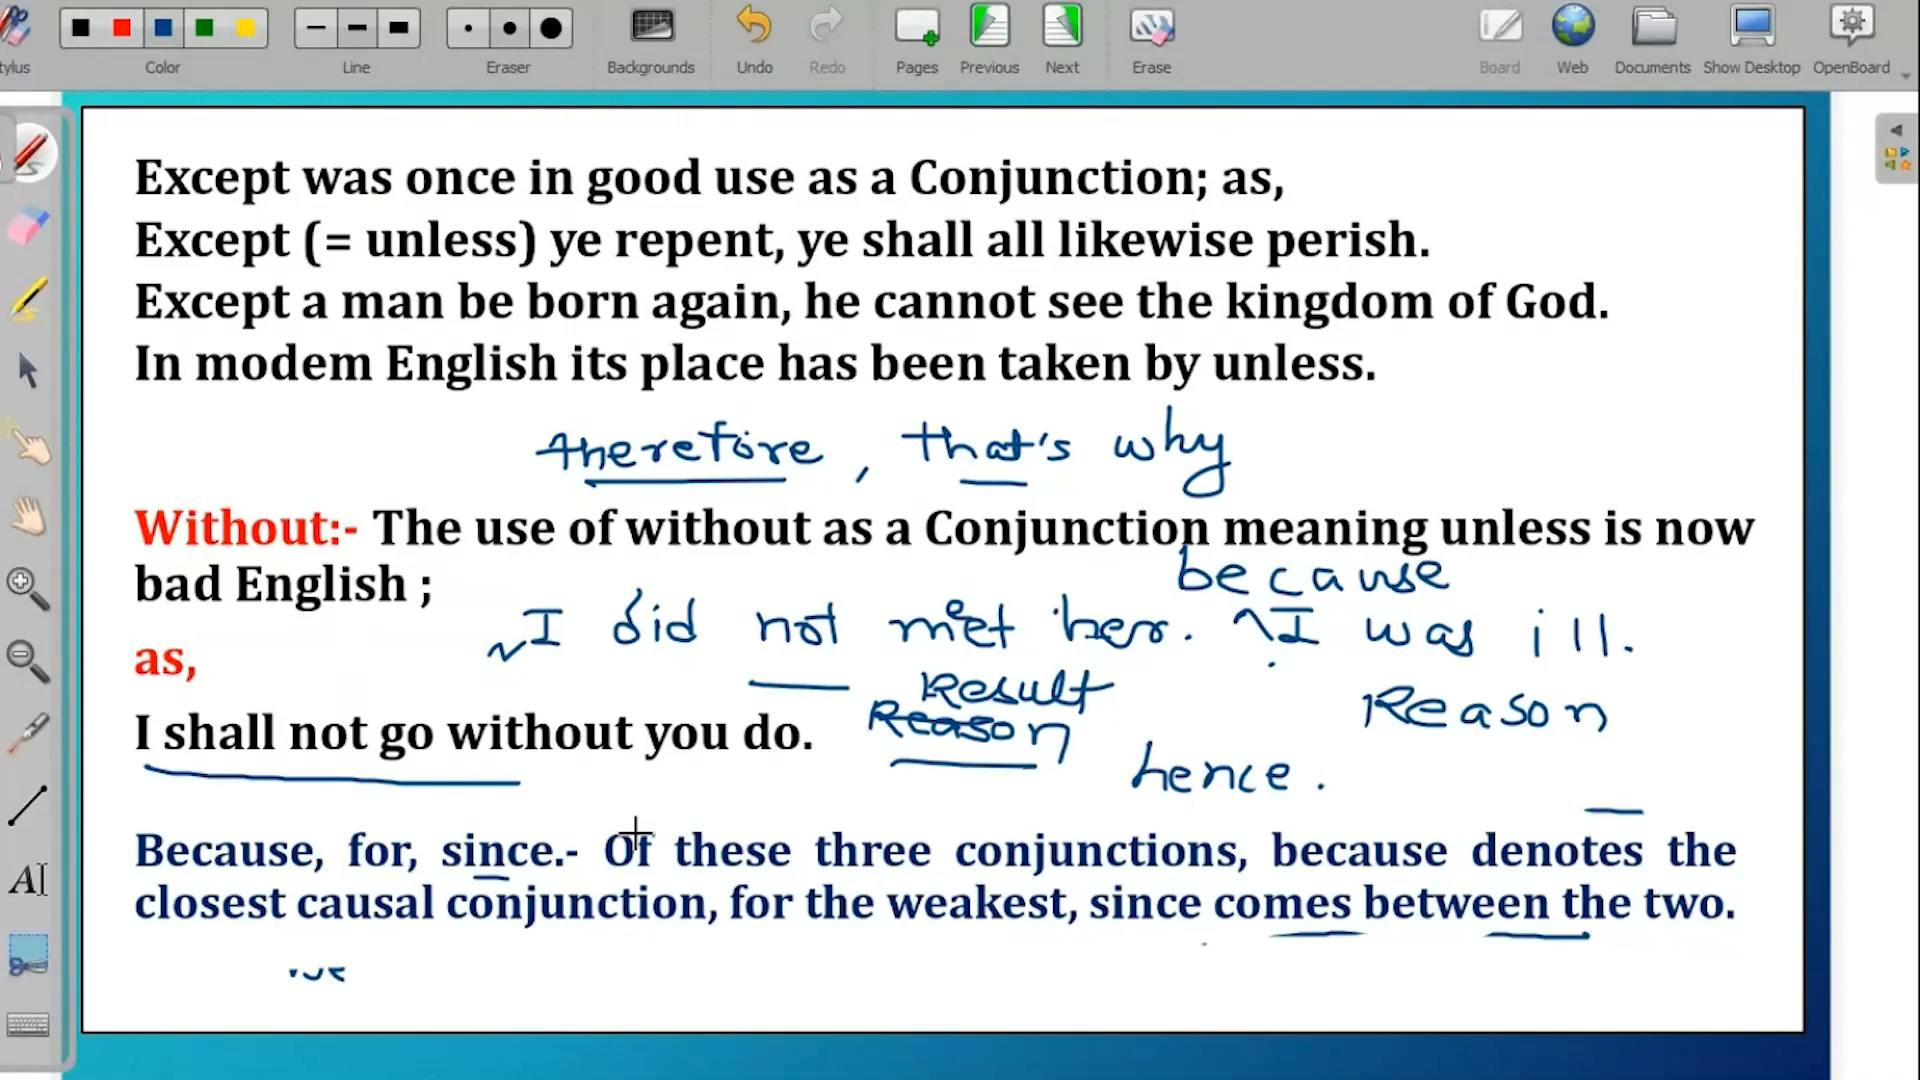 tylus
Color
Line
Eraser
Backgrounds
Undo
Redo
Pages
Previous
Next
Erase
Board
Web
Documents
Show Desktop
OpenBoard
Except was once in good use as a Conjunction; as,
Except (= unless) ye repent, ye shall all likewise perish.
Except a man be born again, he cannot see the kingdom of God.
In modem English its place has been taken by unless.
therefore, that's why
Without:- The use of without as a Conjunction meaning unless is now
bad English ;
because
I did not met her. I was ill.
as,
Result
Reason
Reason
I shall not go without you do.
hence.
Because, for, since.- Of these three conjunctions, because denotes the
closest causal conjunction, for the weakest, since comes between the two.